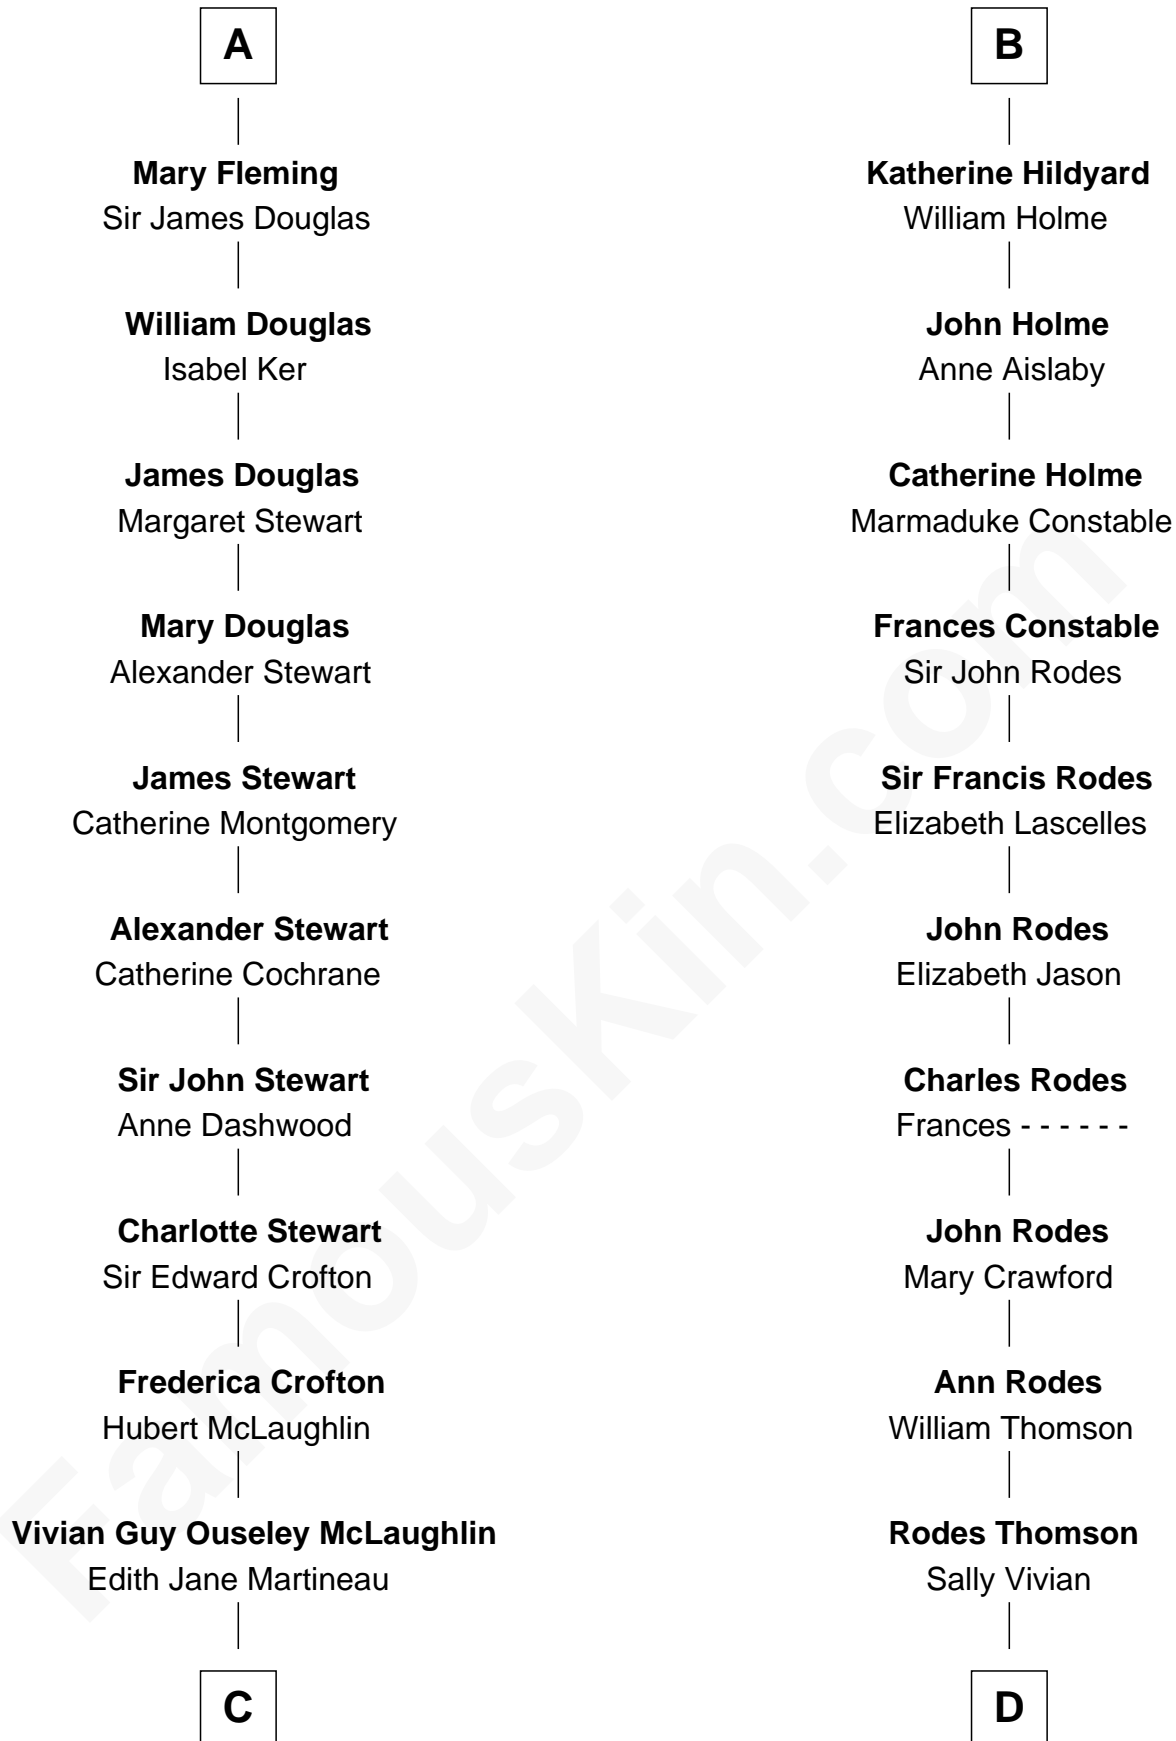 A
Mary Fleming
Sir James Douglas
William Douglas
Isabel Ker
James Douglas
Margaret Stewart
Mary Douglas
Alexander Stewart
James Stewart
Catherine Montgomery
Alexander Stewart
Catherine Cochrane
Sir John Stewart
Anne Dashwood
Charlotte Stewart
Sir Edward Crofton
Frederica Crofton
Hubert McLaughlin
Vivian Guy Ouseley McLaughlin
Edith Jane Martineau
C
B
Katherine Hildyard
William Holme
John Holme
Anne Aislaby
Catherine Holme
Marmaduke Constable
Frances Constable
Sir John Rodes
Sir Francis Rodes
Elizabeth Lascelles
John Rodes
Elizabeth Jason
Charles Rodes
Frances - - - - - -
John Rodes
Mary Crawford
Ann Rodes
William Thomson
Rodes Thomson
Sally Vivian
D
FamousKin.com